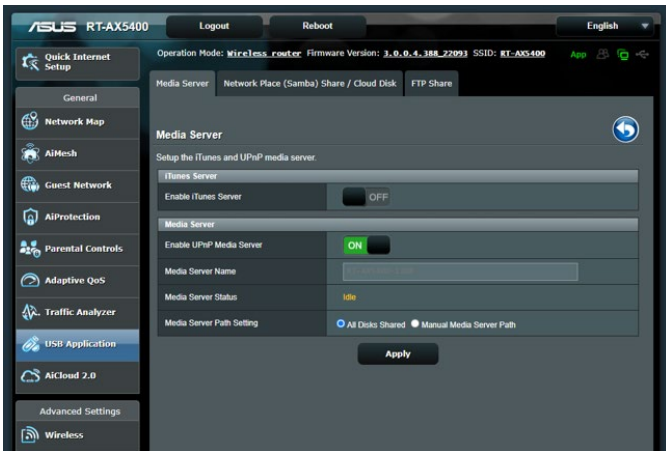 ASUS RT-AX5400 Logout Reboot English
Quick Internet Setup
Operation Mode: Wireless router Firmware Version: 3.0.0.4.388_22093 SSID: RT-AX5400 App
Media Server Network Place (Samba) Share / Cloud Disk FTP Share
General
Network Map
AiMesh
Guest Network
AiProtection
Parental Controls
Adaptive QoS
Traffic Analyzer
USB Application
AiCloud 2.0
Advanced Settings
Wireless
Media Server
Setup the iTunes and UPnP media server.
iTunes Server
Enable iTunes Server OFF
Media Server
Enable UPnP Media Server ON
Media Server Name
Media Server Status Idle
Media Server Path Setting All Disks Shared Manual Media Server Path
Apply